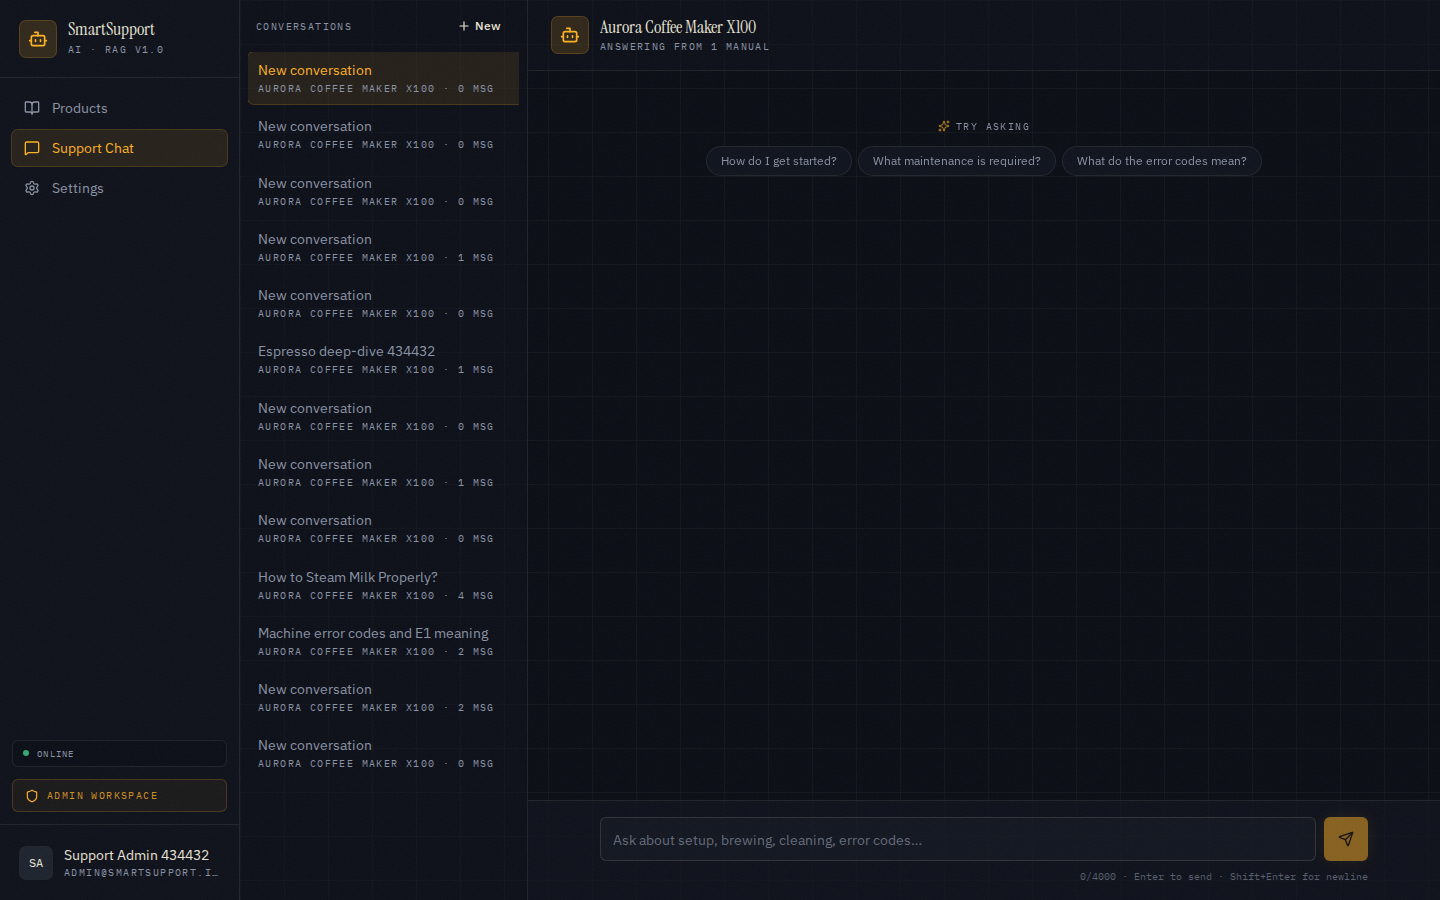 SmartSupport
AI · RAG V1.0
Products
Support Chat
Settings
ONLINE
ADMIN WORKSPACE
SA
Support Admin 434432
ADMIN@SMARTSUPPORT.I…
CONVERSATIONS
New
New conversation
AURORA COFFEE MAKER X100 · 0 MSG
New conversation
AURORA COFFEE MAKER X100 · 0 MSG
New conversation
AURORA COFFEE MAKER X100 · 0 MSG
New conversation
AURORA COFFEE MAKER X100 · 1 MSG
New conversation
AURORA COFFEE MAKER X100 · 0 MSG
Espresso deep-dive 434432
AURORA COFFEE MAKER X100 · 1 MSG
New conversation
AURORA COFFEE MAKER X100 · 0 MSG
New conversation
AURORA COFFEE MAKER X100 · 1 MSG
New conversation
AURORA COFFEE MAKER X100 · 0 MSG
How to Steam Milk Properly?
AURORA COFFEE MAKER X100 · 4 MSG
Machine error codes and E1 meaning
AURORA COFFEE MAKER X100 · 2 MSG
New conversation
AURORA COFFEE MAKER X100 · 2 MSG
New conversation
AURORA COFFEE MAKER X100 · 0 MSG
Aurora Coffee Maker X100
ANSWERING FROM 1 MANUAL
TRY ASKING
How do I get started?
What maintenance is required?
What do the error codes mean?
Ask about setup, brewing, cleaning, error codes...
0/4000 · Enter to send · Shift+Enter for newline